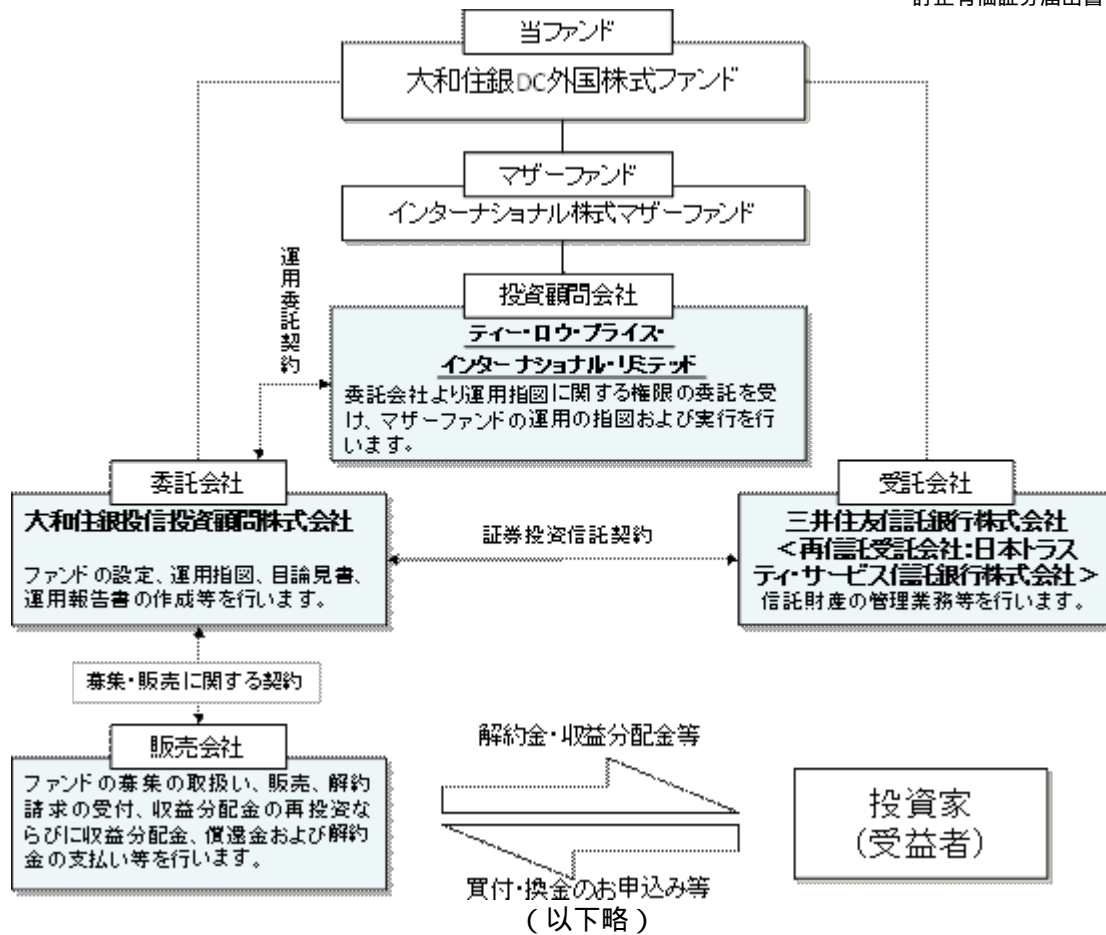 当ファンド
大和住銀DC外国株式ファンド
マザーファンド
インターナショナル株式マザーファンド
運用委託契約
投資顧問会社
ティー・ロウ・プライス・
インターナショナル・リミテッド
委託会社より運用指図に関する権限の委託を受
け、マザーファンドの運用の指図および実行を行
います。
委託会社
大和住銀投信投資顧問株式会社
ファンドの設定、運用指図、目論見書、
運用報告書の作成等を行います。
証券投資信託契約
受託会社
三井住友信託銀行株式会社
<再信託受託会社:日本トラス
ティ・サービス信託銀行株式会社>
信託財産の管理業務等を行います。
募集・販売に関する契約
販売会社
ファンドの募集の取扱い、販売、解約
請求の受付、収益分配金の再投資な
らびに収益分配金、償還金および解約
金の支払い等を行います。
解約金・収益分配金等
買付・換金のお申込み等
投資家
(受益者)
(以下略)